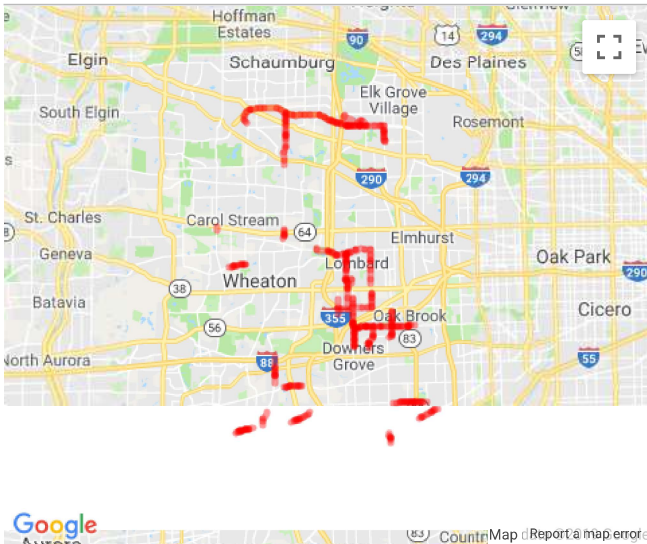 Hoffman
Estates
90
14
294
Elgin
Schaumburg
Des Plaines
Elk Grove
Village
South Elgin
Rosemont
290
294
St. Charles
Carol Stream
64
Elmhurst
Geneva
Lombard
Oak Park
290
Wheaton
38
Batavia
Cicero
355
Oak Brook
56
83
Downers
Grove
North Aurora
88
55
Google
83
Countr
Map
Report a map error
Aurora